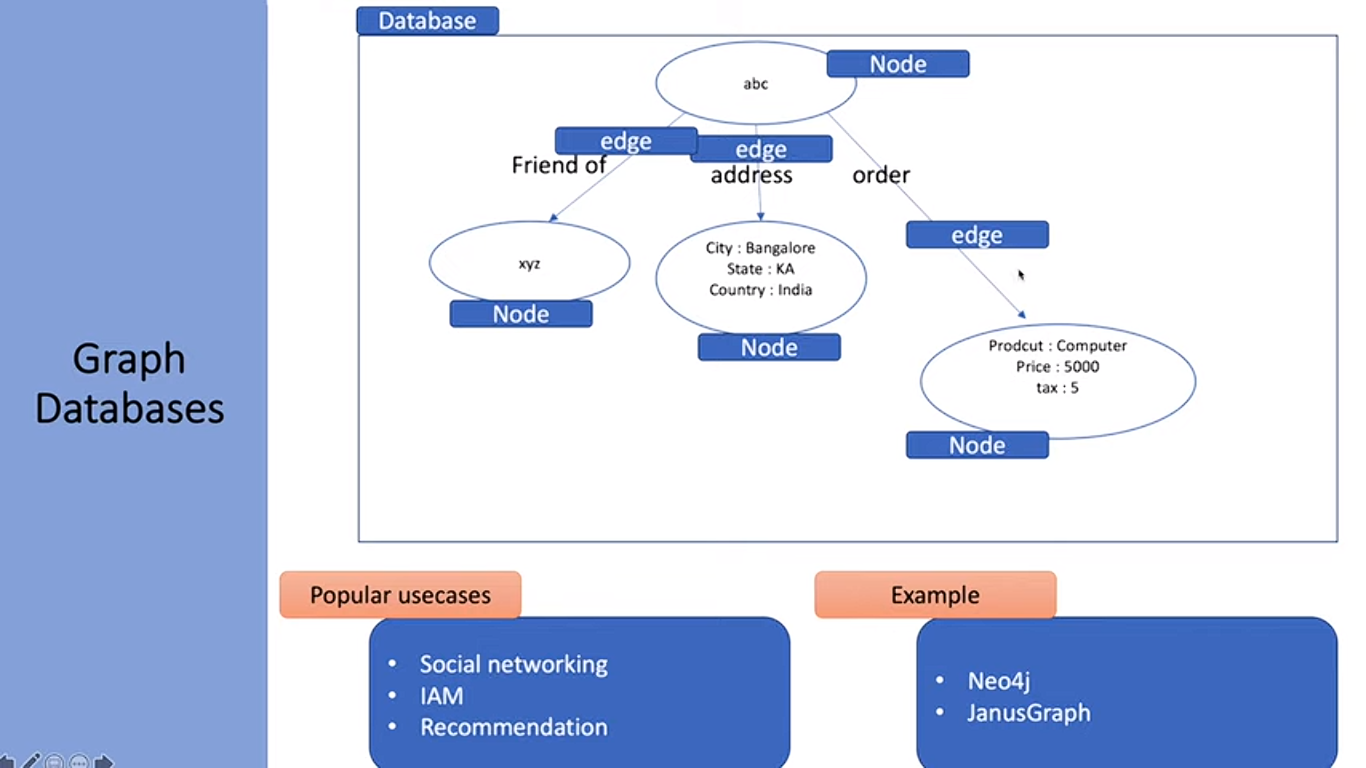 Graph
Databases
Database
abc
Node
edge
edge
Friend of
address
order
edge
xyz
Node
City : Bangalore
State : KA
Country : India
Node
Prodcut : Computer
Price : 5000
tax : 5
Node
Popular usecases
• Social networking
• IAM
• Recommendation
Example
• Neo4j
• JanusGraph